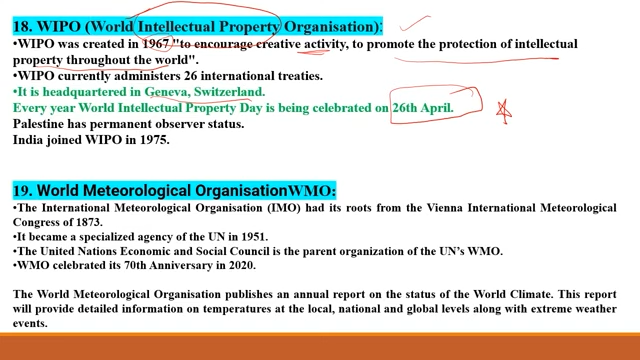 18. WIPO (World Intellectual Property Organisation):
•WIPO was created in 1967 "to encourage creative activity, to promote the protection of intellectual
property throughout the world".
•WIPO currently administers 26 international treaties.
•It is headquartered in Geneva, Switzerland.
Every year World Intellectual Property Day is being celebrated on 26th April.
Palestine has permanent observer status.
India joined WIPO in 1975.
19. World Meteorological OrganisationWMO:
•The International Meteorological Organisation (IMO) had its roots from the Vienna International Meteorological
Congress of 1873.
•It became a specialized agency of the UN in 1951.
•The United Nations Economic and Social Council is the parent organization of the UN's WMO.
•WMO celebrated its 70th Anniversary in 2020.
The World Meteorological Organisation publishes an annual report on the status of the World Climate. This report
will provide detailed information on temperatures at the local, national and global levels along with extreme weather
events.